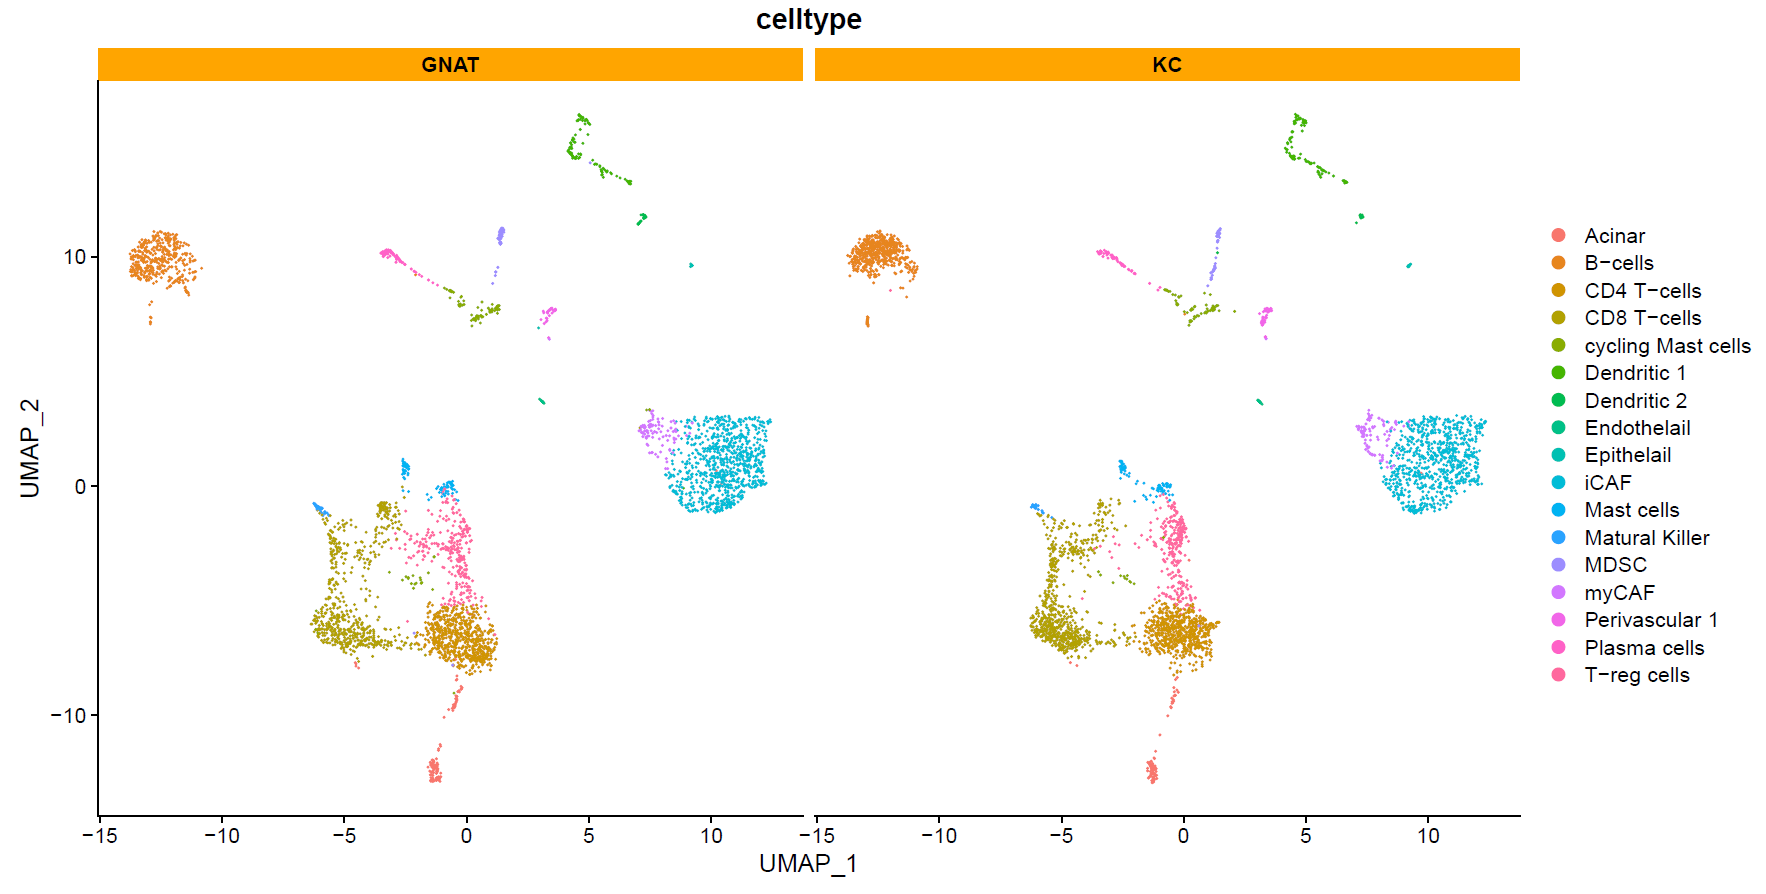 celltype
GNAT
KC
UMAP_2
10
0
−10
−15
−10
−5
0
5
10
−15
−10
−5
0
5
10
UMAP_1
Acinar
B−cells
CD4 T−cells
CD8 T−cells
cycling Mast cells
Dendritic 1
Dendritic 2
Endothelail
Epithelail
iCAF
Mast cells
Matural Killer
MDSC
myCAF
Perivascular 1
Plasma cells
T−reg cells